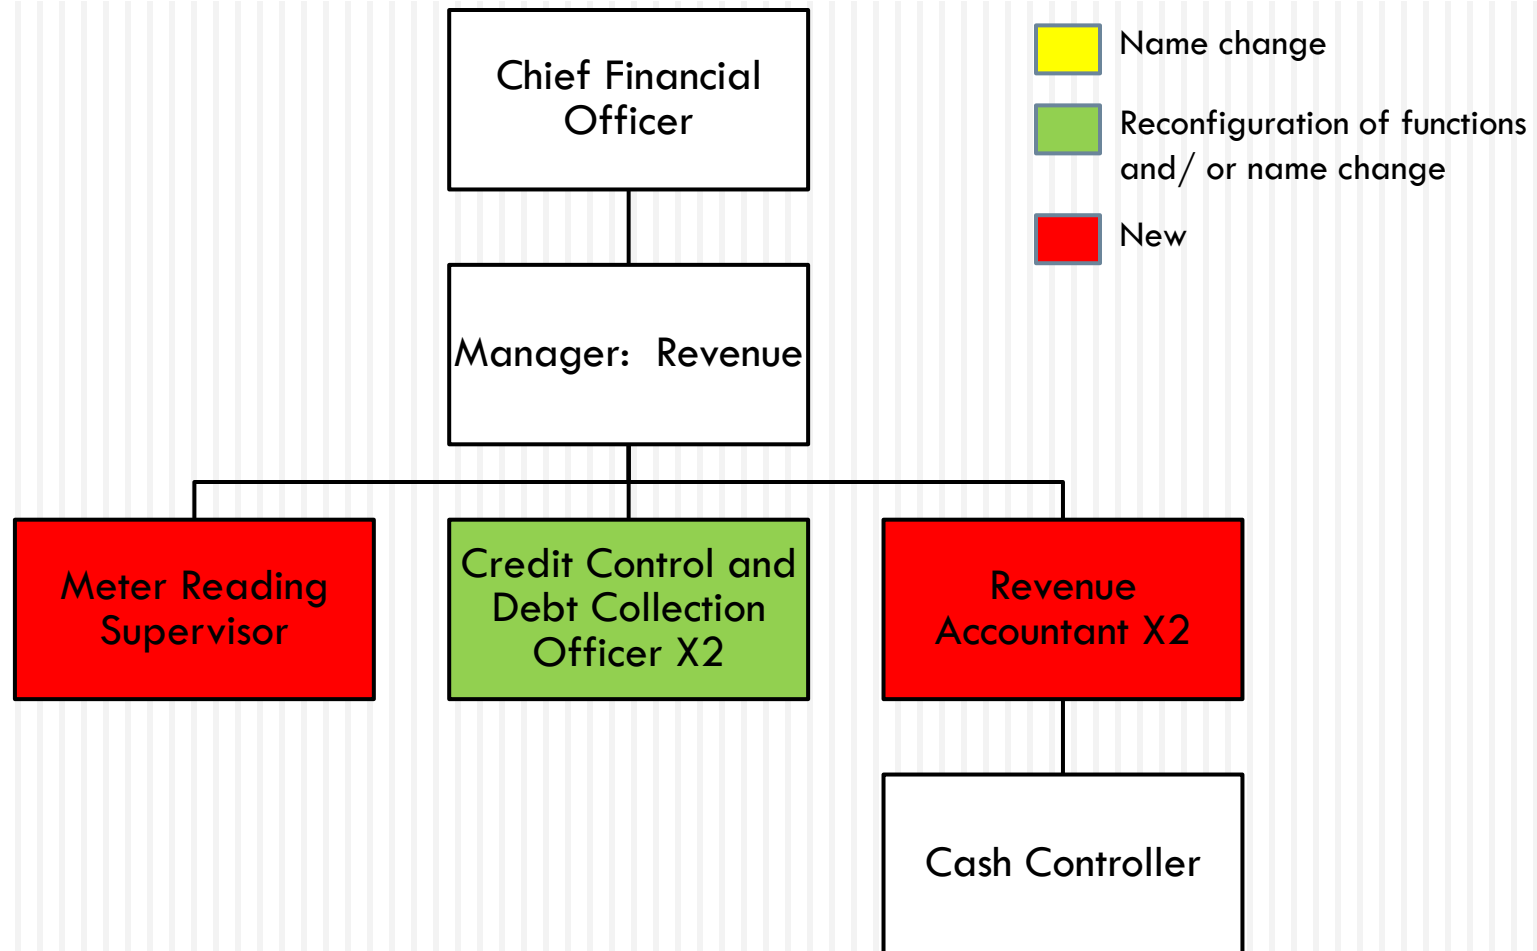 Chief Financial
Officer
Name change
Reconfiguration of functions
and/ or name change
New
Manager: Revenue
Meter Reading
Supervisor
Credit Control and
Debt Collection
Officer X2
Revenue
Accountant X2
Cash Controller